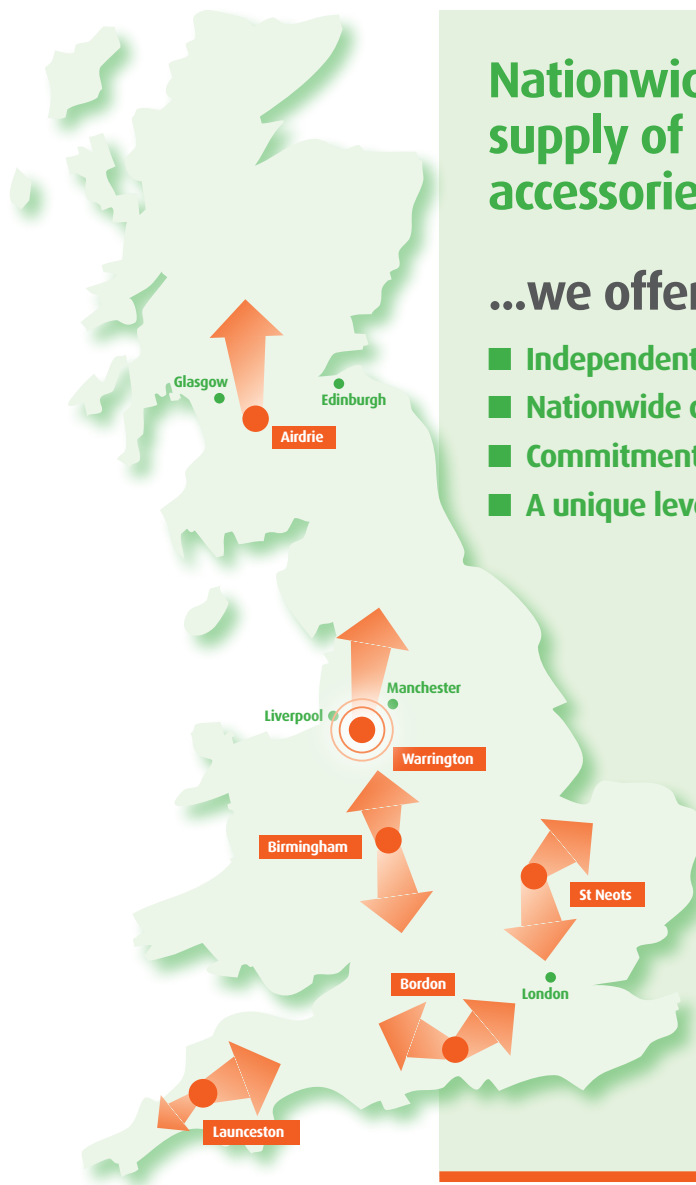 Nationwid
supply of
accessorie
...we offer
Independent
Nationwide
Commitment
A unique leve
Glasgow
Edinburgh
Airdrie
Manchester
Liverpool
Warrington
Birmingham
St Neots
Bordon
London
Launceston